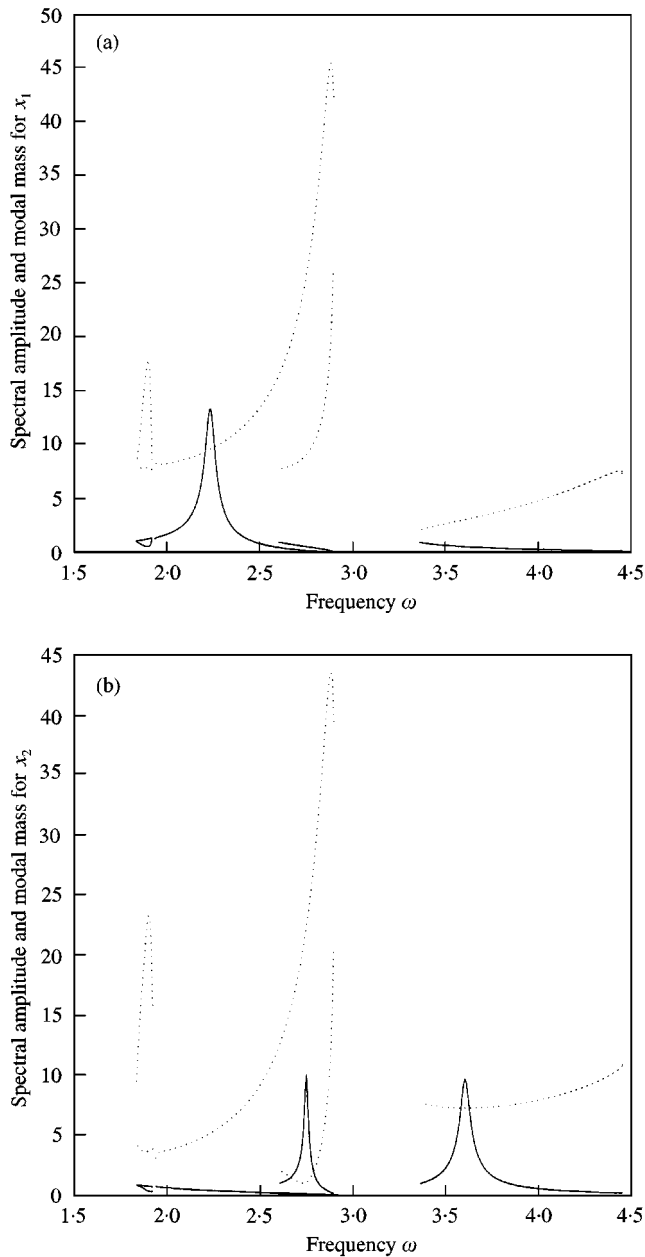 (a)
50
45
40
35
30
25
20
15
10
5
0
Spectral amplitude and modal mass for x₁
1·5 2·0 2·5 3·0 3·5 4·0 4·5
Frequency ω
(b)
45
40
35
30
25
20
15
10
5
0
Spectral amplitude and modal mass for x₂
1·5 2·0 2·5 3·0 3·5 4·0 4·5
Frequency ω